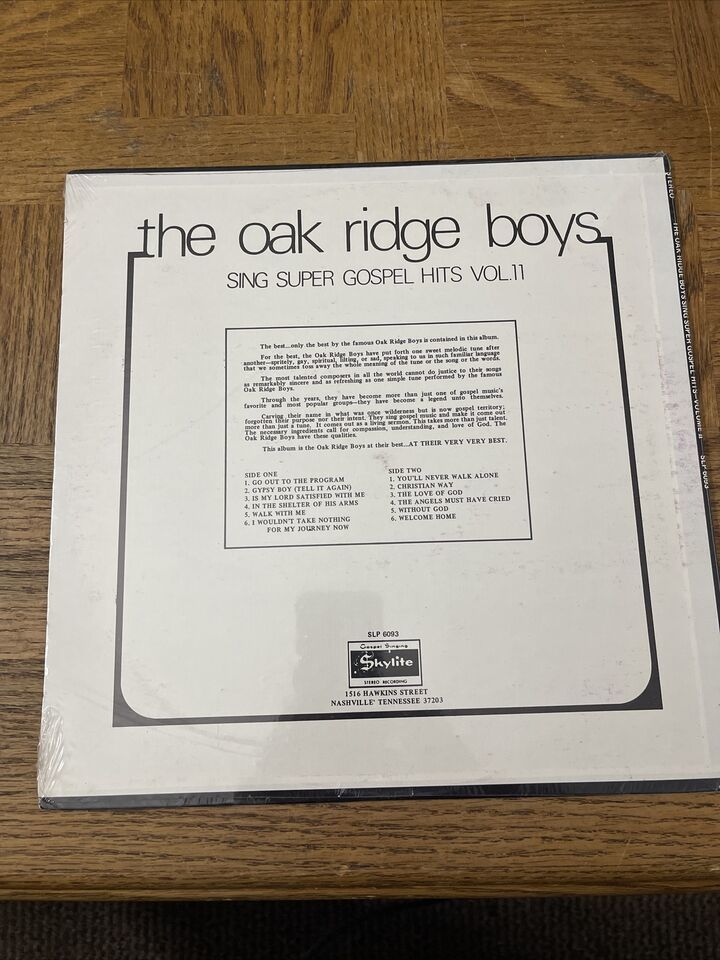 the oak ridge boys
SING SUPER GOSPEL HITS VOL.11
The best...only the best by the famous Oak Ridge Boys is contained in this album.
For the best, the Oak Ridge Boys have put forth one sweet melodic tune after
another—spritely, gay, spiritual, lilting, or sad, speaking to us in such familiar language
that we sometimes toss away the whole meaning of the tune or the song or the words.
The most talented composers in all the world cannot do justice to their songs
as remarkably sincere and as refreshing as one simple tune performed by the famous
Oak Ridge Boys.
Through the years, they have become more than just one of gospel music's
favorite and most popular groups—they have become a legend unto themselves.
Carving their name in what was once wilderness but is now gospel territory;
forgotten their purpose nor their intent. They sing gospel music and make it come out
more than just a tune. It comes out as a living sermon. This takes more than just talent.
The necessary ingredients call for compassion, understanding, and love of God. The
Oak Ridge Boys have these qualities.
This album is the Oak Ridge Boys at their best...AT THEIR VERY VERY BEST.
SIDE ONE
1. GO OUT TO THE PROGRAM
2. GYPSY BOY (TELL IT AGAIN)
3. IS MY LORD SATISFIED WITH ME
4. IN THE SHELTER OF HIS ARMS
5. WALK WITH ME
6. I WOULDN'T TAKE NOTHING
FOR MY JOURNEY NOW
SIDE TWO
1. YOU'LL NEVER WALK ALONE
2. CHRISTIAN WAY
3. THE LOVE OF GOD
4. THE ANGELS MUST HAVE CRIED
5. WITHOUT GOD
6. WELCOME HOME
SLP 6093
Gospel Singing
Skylite
STEREO RECORDING
1516 HAWKINS STREET
NASHVILLE' TENNESSEE 37203
STEREO THE OAK RIDGE BOYS SING SUPER GOSPEL HITS—VOLUME II SLP 6093